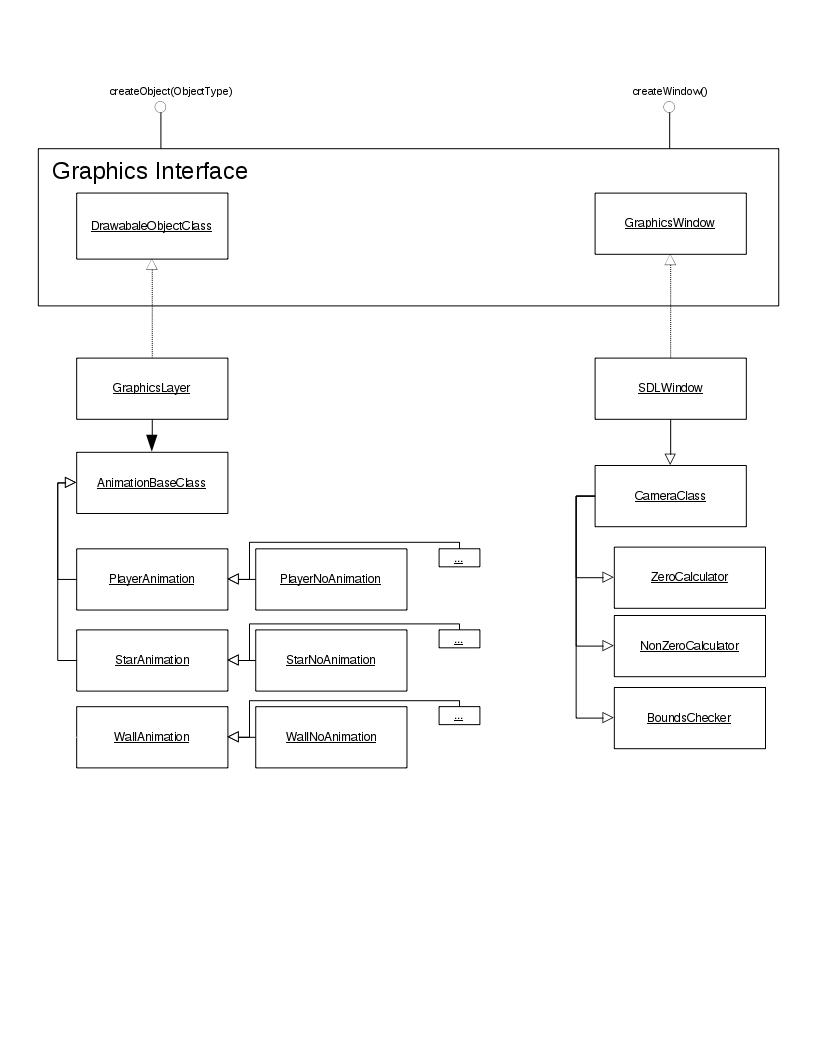 createObject(ObjectType)
createWindow()
Graphics Interface
DrawabaleObjectClass
GraphicsWindow
GraphicsLayer
SDLWindow
AnimationBaseClass
CameraClass
PlayerAnimation
PlayerNoAnimation
...
ZeroCalculator
StarAnimation
StarNoAnimation
...
NonZeroCalculator
WallAnimation
WallNoAnimation
...
BoundsChecker